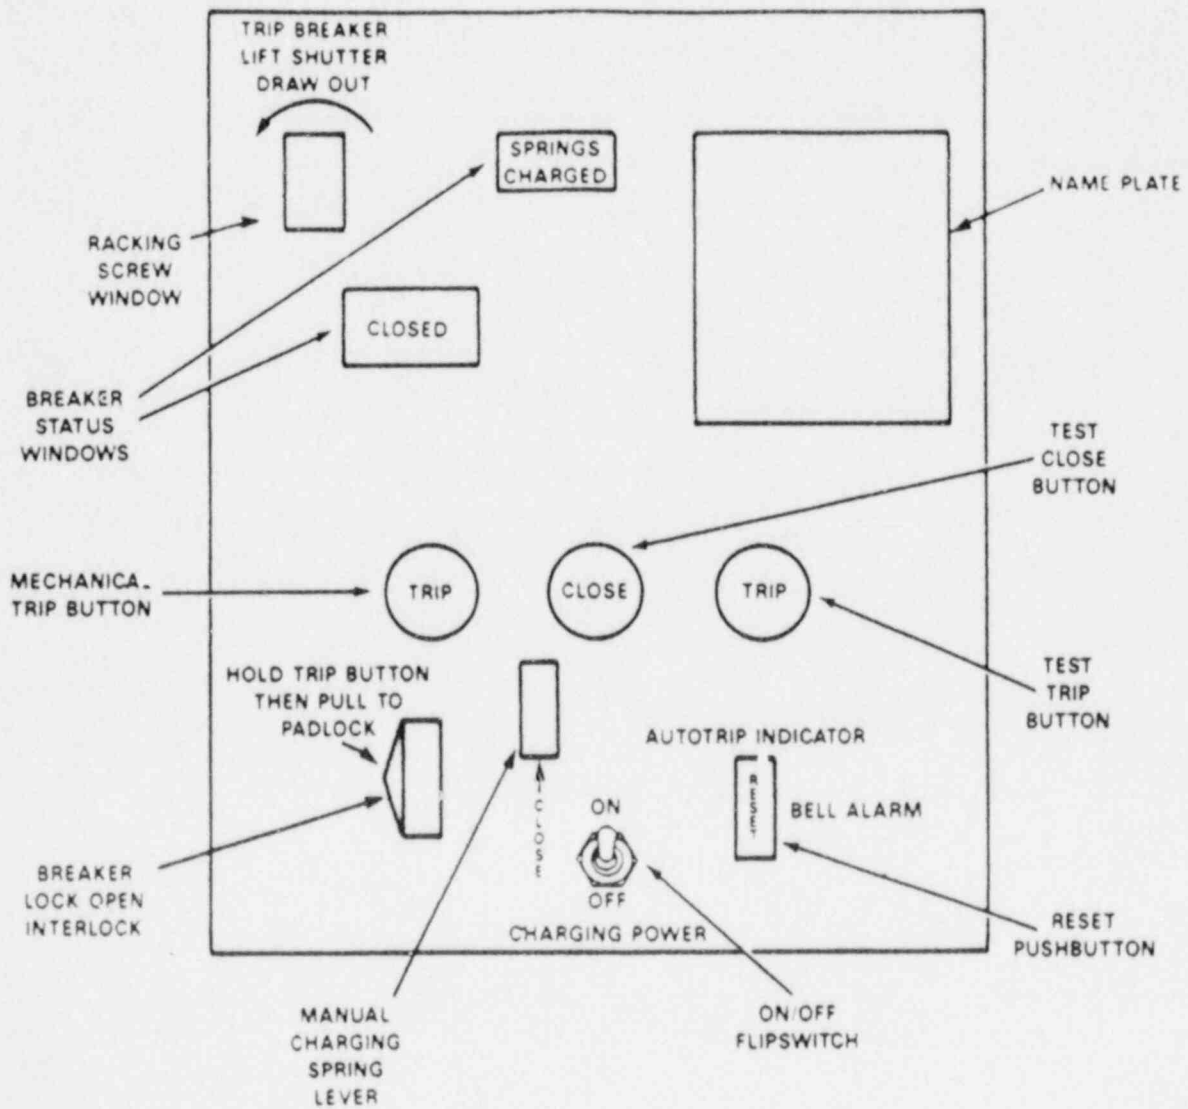 TRIP BREAKER
LIFT SHUTTER
DRAW OUT
SPRINGS
CHARGED
NAME PLATE
RACKING
SCREW
WINDOW
CLOSED
BREAKER
STATUS
WINDOWS
TEST
CLOSE
BUTTON
MECHANICA
TRIP BUTTON
TRIP
CLOSE
TRIP
TEST
TRIP
BUTTON
HOLD TRIP BUTTON
THEN PULL TO
PADLOCK
AUTOTRIP INDICATOR
RESET
BELL ALARM
CLOSE
ON
OFF
CHARGING POWER
BREAKER
LOCK OPEN
INTERLOCK
RESET
PUSHBUTTON
MANUAL
CHARGING
SPRING
LEVER
ON/OFF
FLIPSWITCH